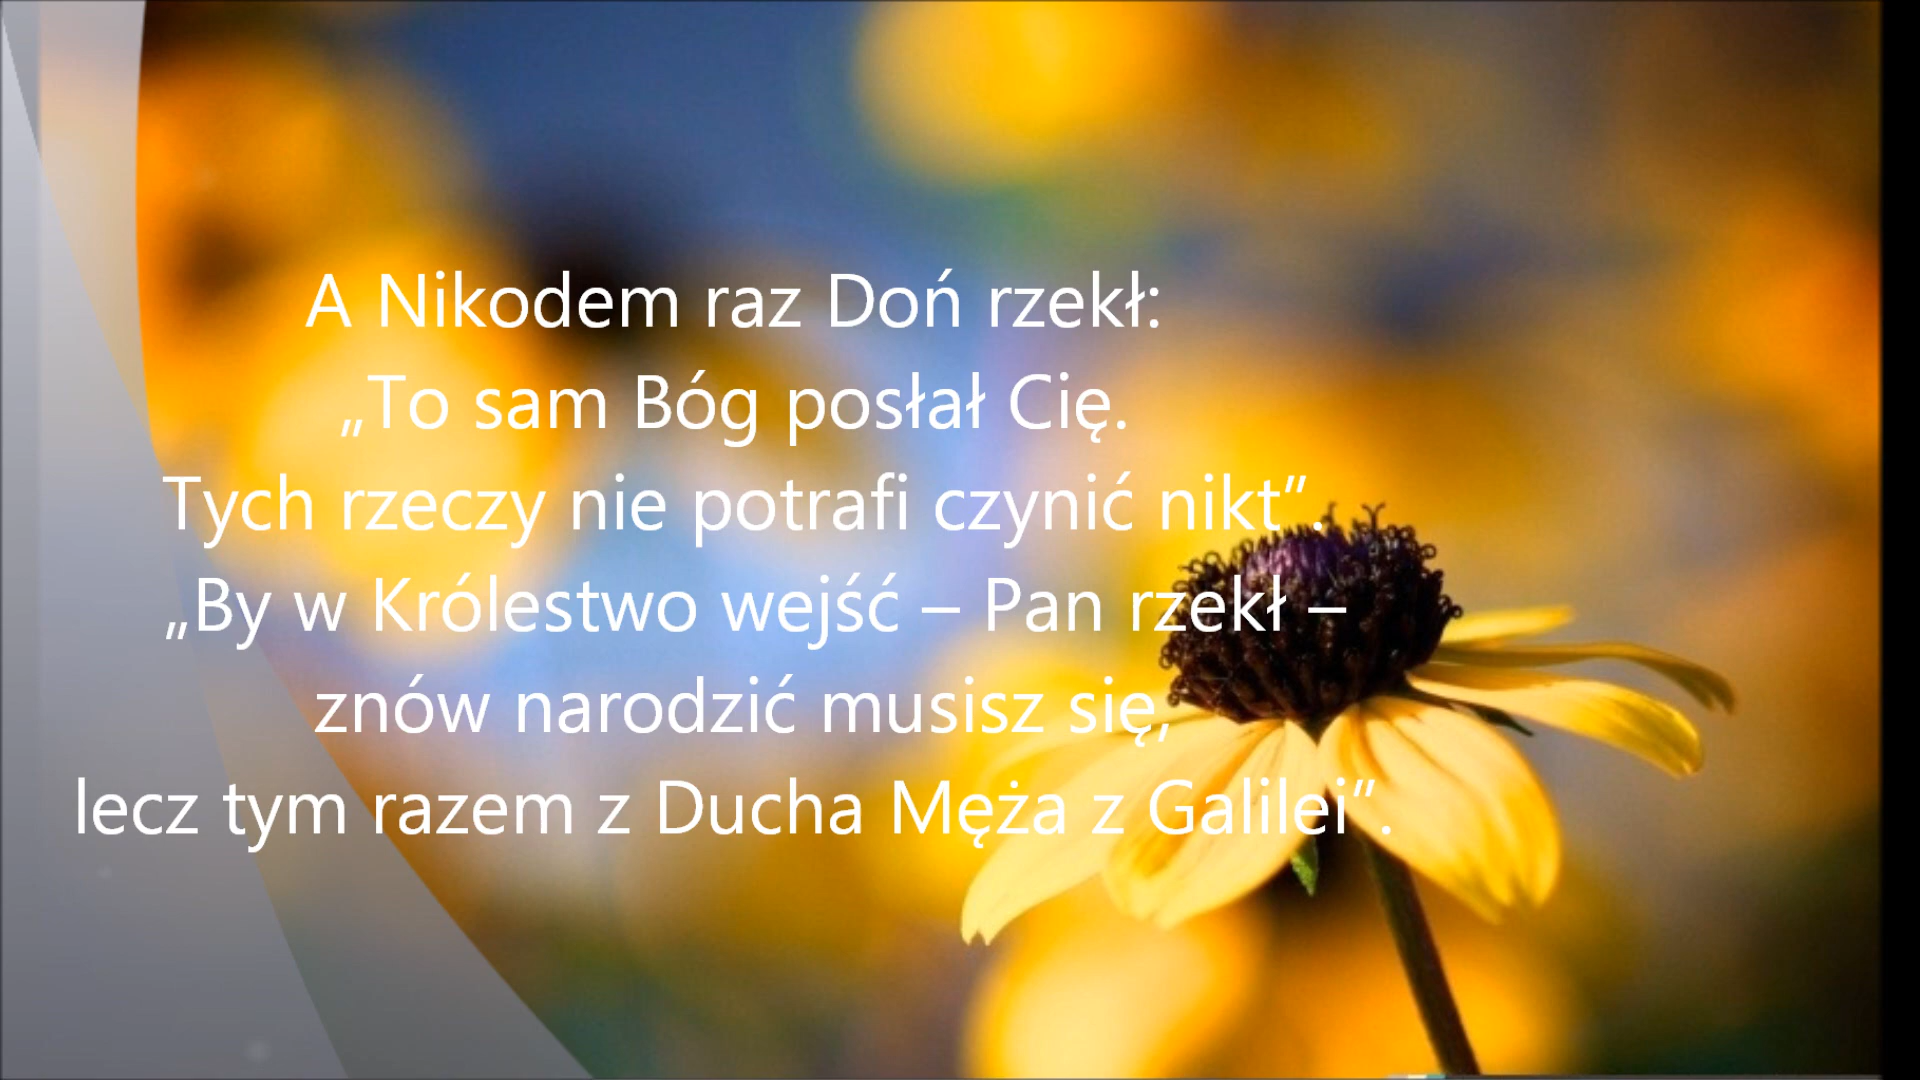 A Nikodem raz Doń rzekł:
„To sam Bóg posłał Cię.
Tych rzeczy nie potrafi czynić nikt”.
„By w Królestwo wejść – Pan rzekł –
znów narodzić musisz się,
lecz tym razem z Ducha Męża z Galilei”.